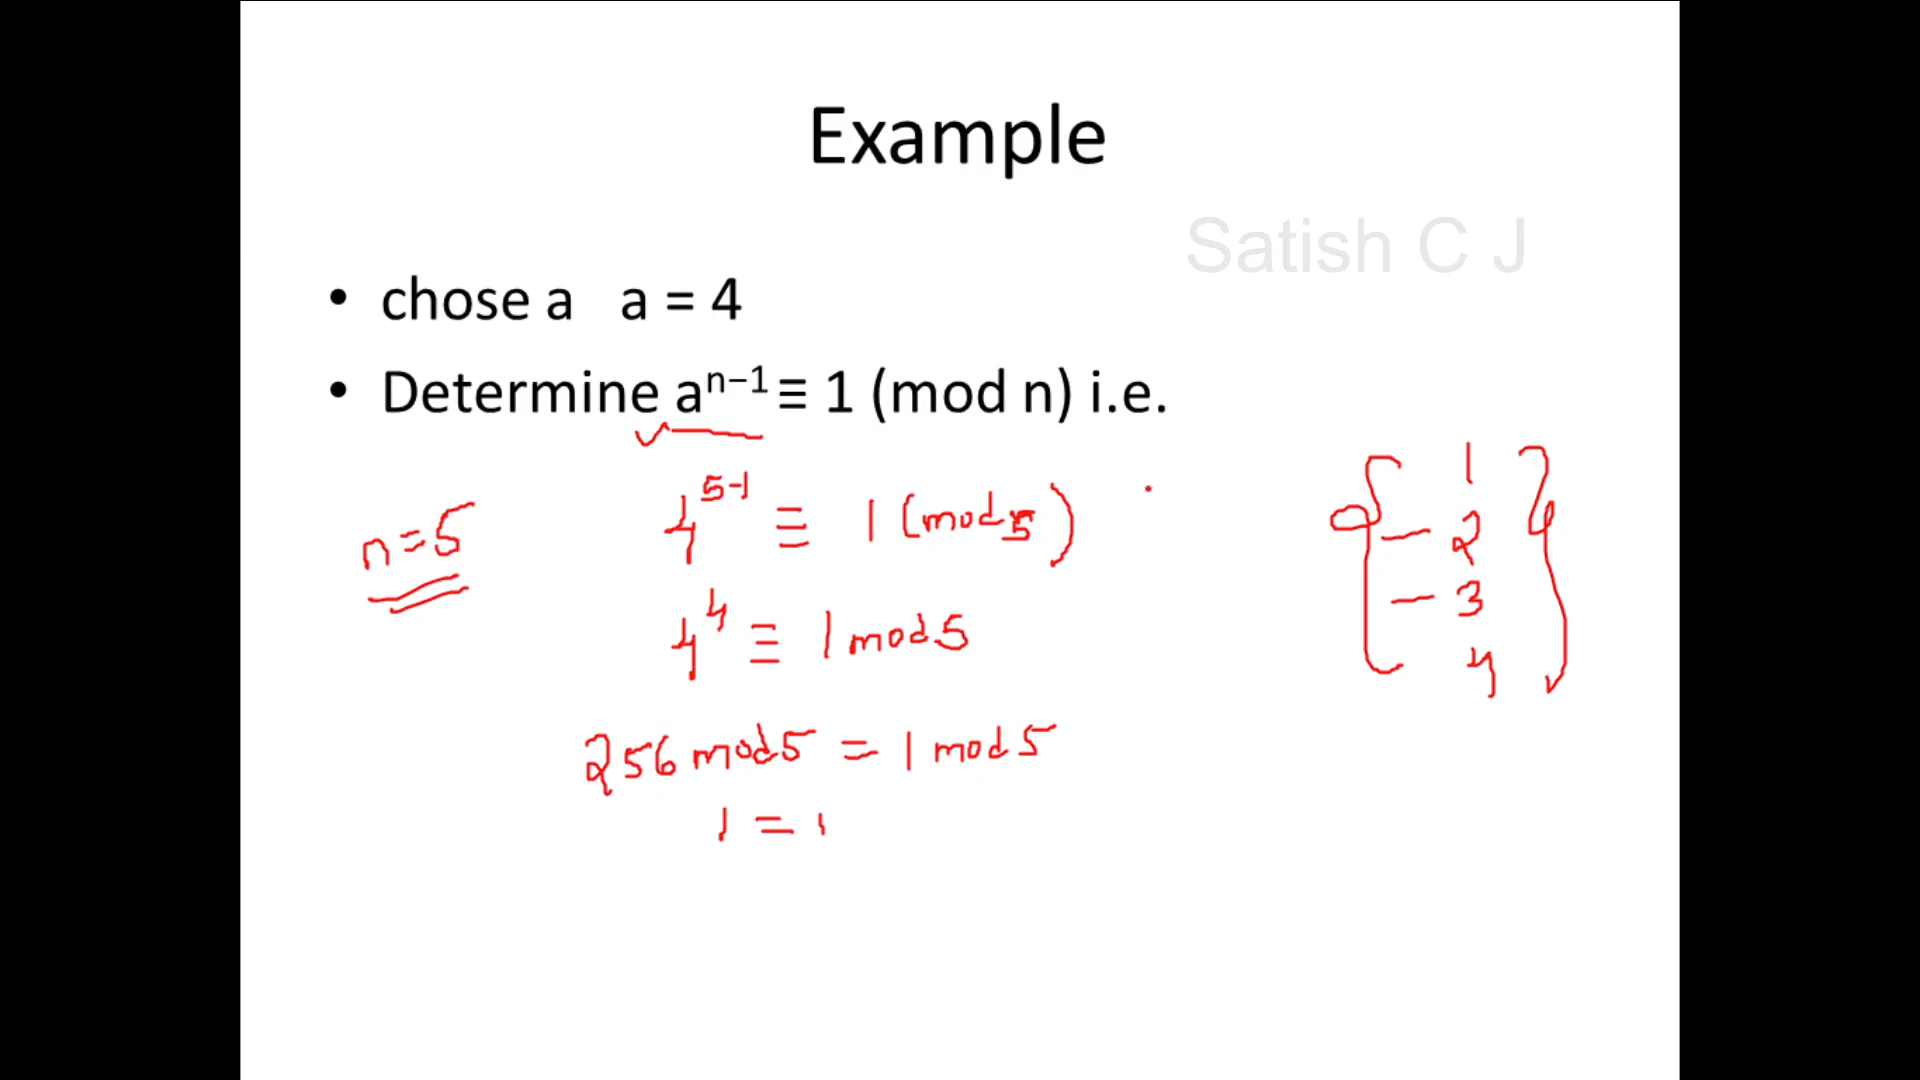 Example
Satish C J
• chose a a = 4
• Determine aⁿ⁻¹ ≡ 1 (mod n) i.e.
n=5
4⁵⁻¹ ≡ 1 (mod 5)
4⁴ ≡ 1 mod 5
256 mod 5 = 1 mod 5
1 = 1
1
2
3
4